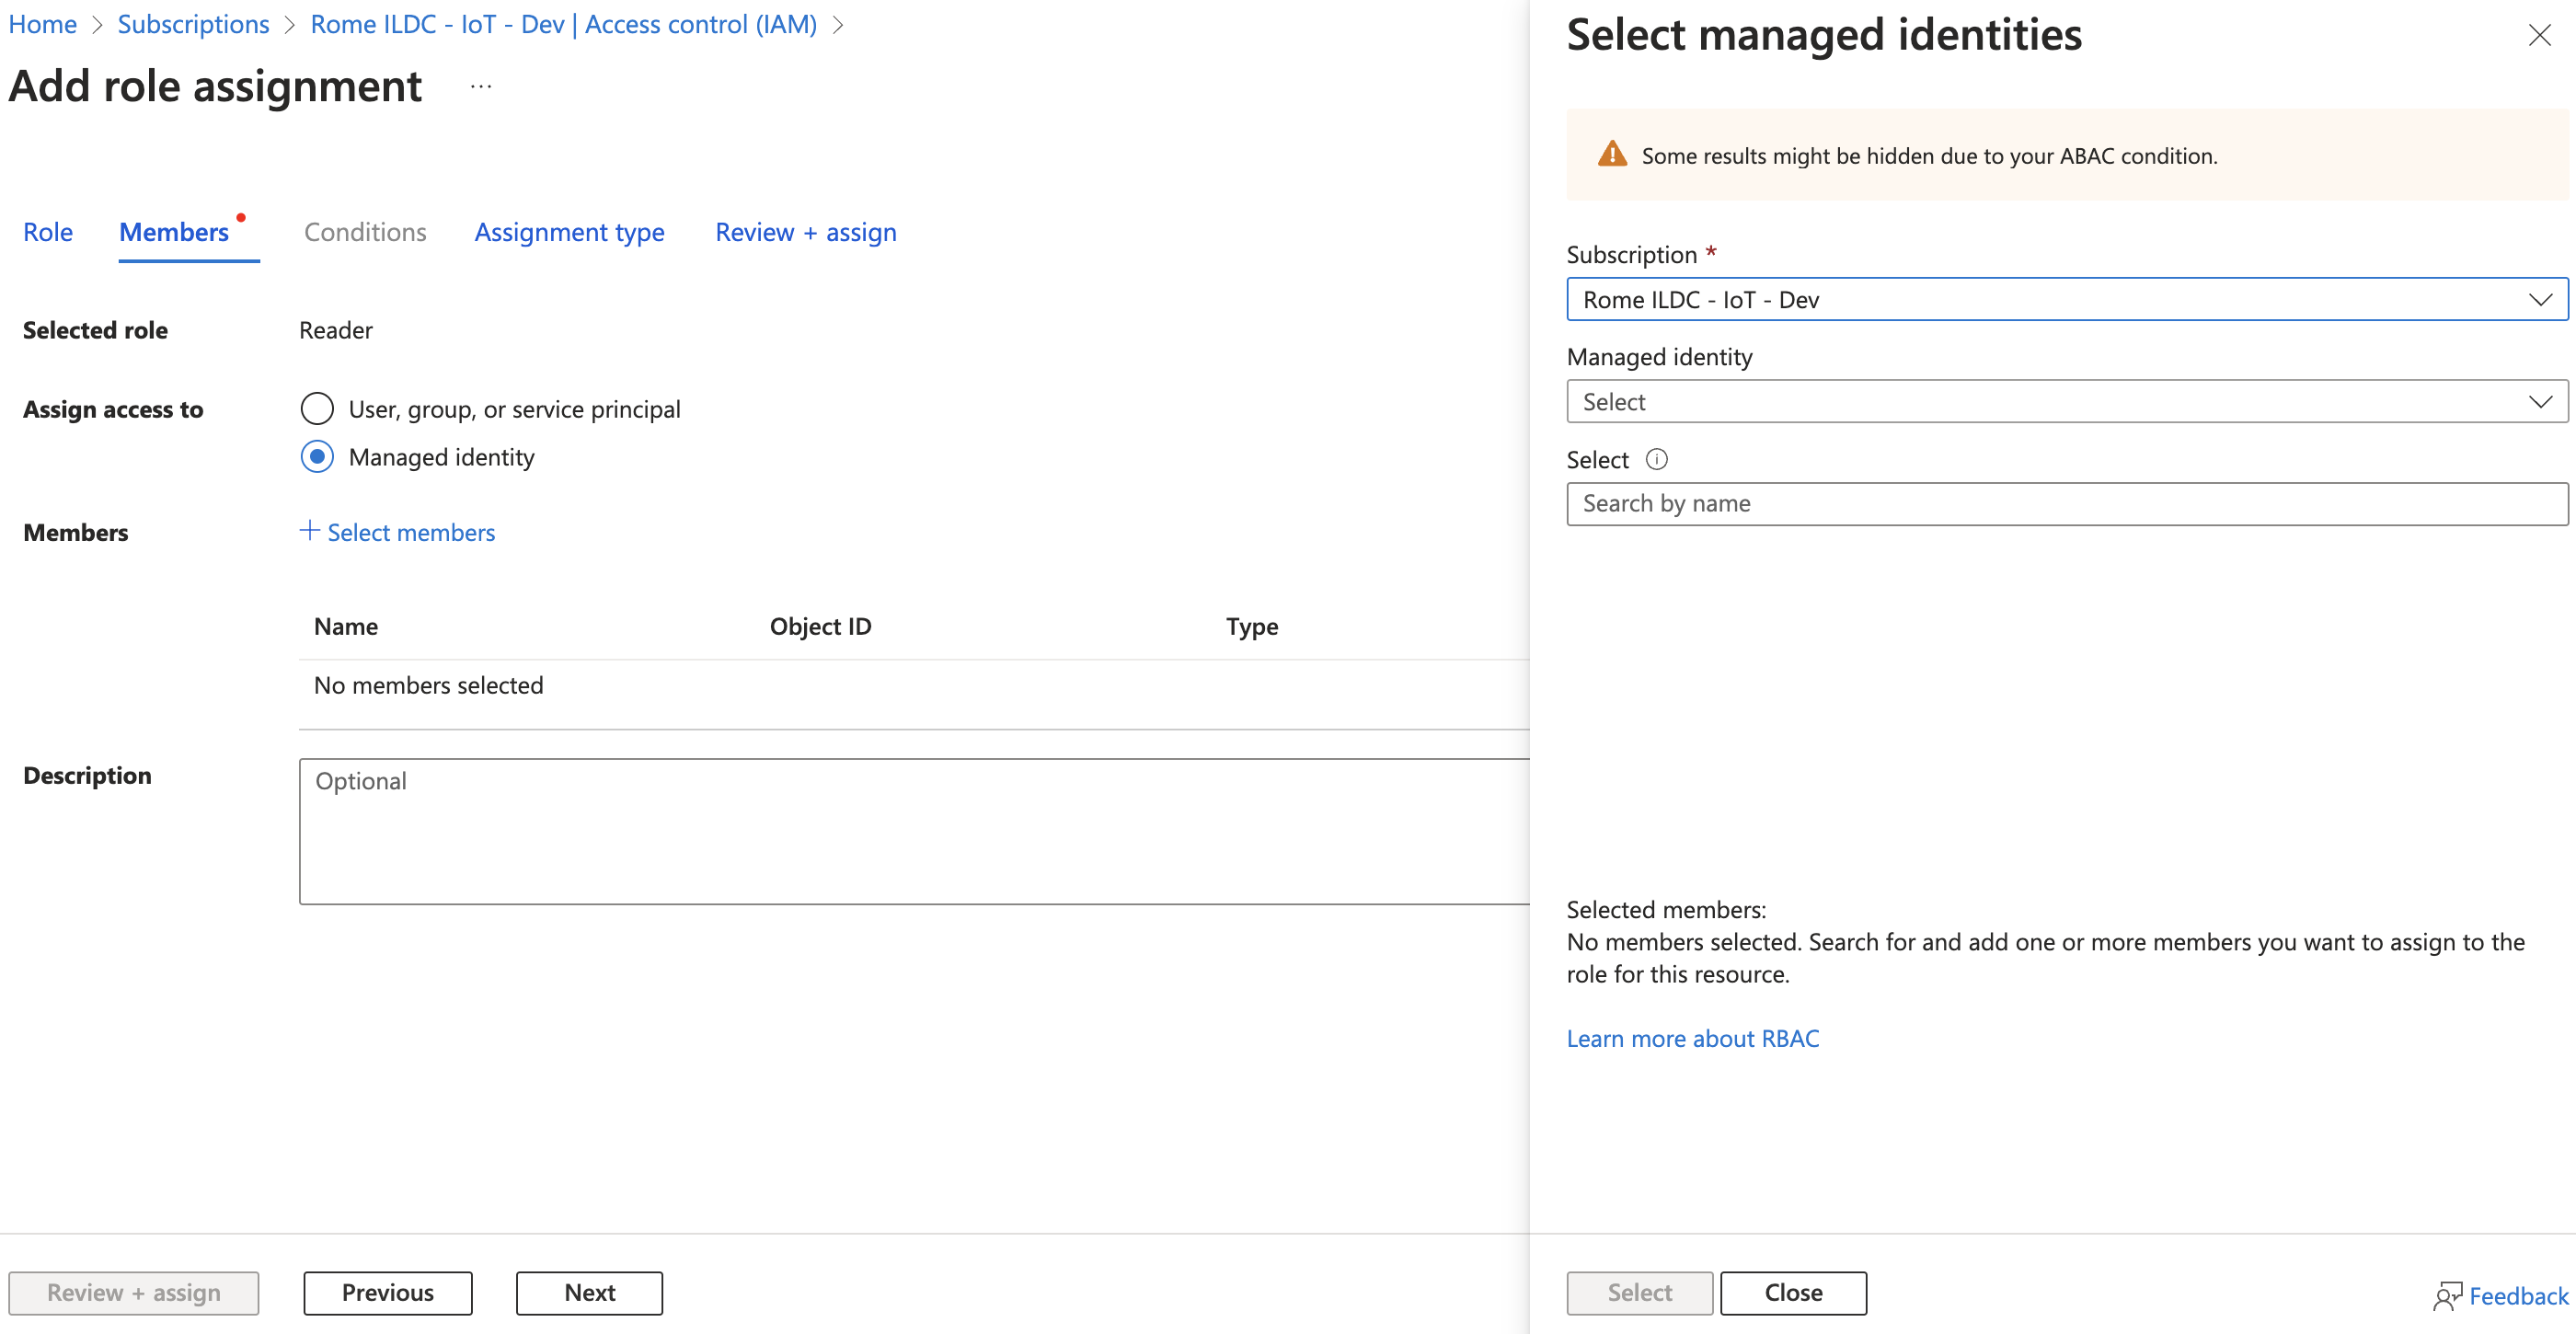 Home > Subscriptions > Rome ILDC - IoT - Dev | Access control (IAM) >
Add role assignment ...
Role Members Conditions Assignment type Review + assign
Selected role Reader
Assign access to User, group, or service principal
Managed identity
Members + Select members
Name Object ID Type
No members selected
Description Optional
Review + assign Previous Next
Select managed identities
Some results might be hidden due to your ABAC condition.
Subscription *
Rome ILDC - IoT - Dev
Managed identity
Select
Select
Search by name
Selected members:
No members selected. Search for and add one or more members you want to assign to the
role for this resource.
Learn more about RBAC
Select Close Feedback